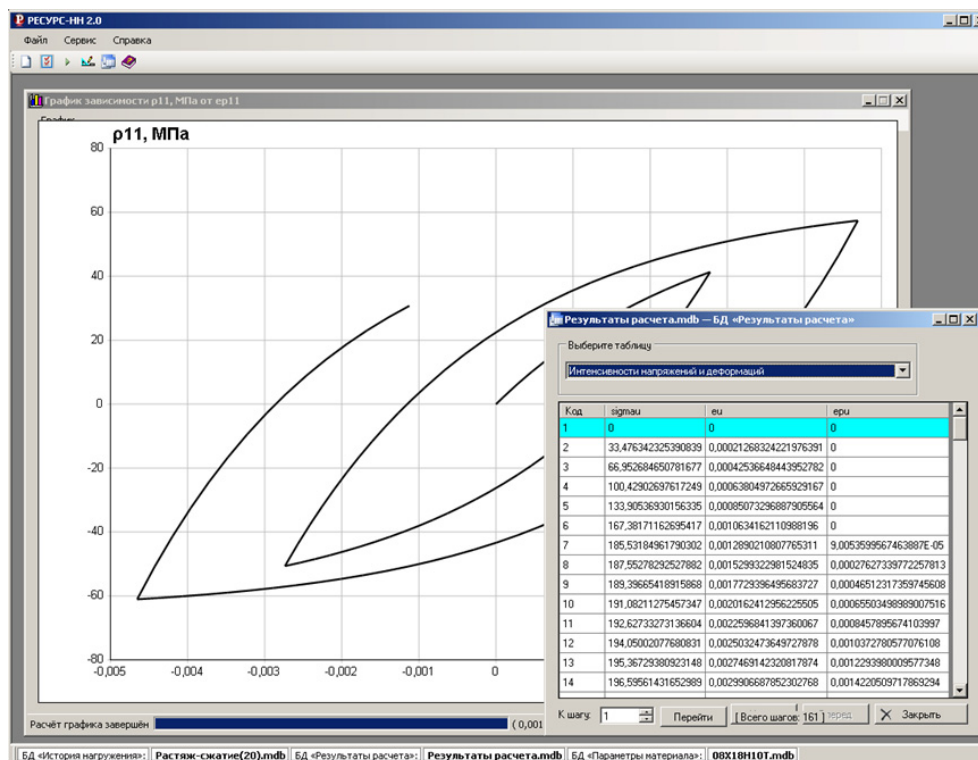 РЕСУРС-НН 2.0
Файл Сервис Справка
График зависимости ρ11, МПа от ep11
График
ρ11, МПа
80
60
40
20
0
-20
-40
-60
-80
-0,005 -0,004 -0,003 -0,002 -0,001 0
Расчёт графика завершён ( 0,001
Результаты расчета.mdb — БД «Результаты расчета»
Выберите таблицу
Интенсивности напряжений и деформаций
Код sigmau eu epu
1 0 0 0
2 33,476342325390839 0,00021268324221976391 0
3 66,952684650781677 0,00042536648443952782 0
4 100,42902697617249 0,00063804972665929167 0
5 133,90536930156335 0,00085073296887905564 0
6 167,38171162695417 0,0010634162110988196 0
7 185,53184961790302 0,0012890210807765311 9,0053599567463887E-05
8 187,55278292527882 0,0015299322981524835 0,00027627339772257813
9 189,39665418915868 0,0017729396495683727 0,00046512317359745608
10 191,08211275457347 0,0020162412956225505 0,00065503498989007516
11 192,62733273136604 0,0022596841397360067 0,0008457895674103997
12 194,05002077680831 0,0025032473649727878 0,0010372780577076108
13 195,36729380923148 0,0027469142320817874 0,0012293980009577348
14 196,59561431652989 0,0029906687852302768 0,0014220509717869294
К шагу: 1 Перейти [ Всего шагов: 161 ] Закрыть
БД «История нагружения»: Растяж-сжатие(20).mdb БД «Результаты расчета»: Результаты расчета.mdb БД «Параметры материала»: 08Х18Н10Т.mdb